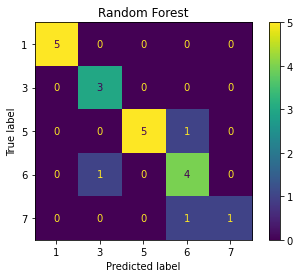 Random Forest
True label
1 5 0 0 0 0
3 0 3 0 0 0
5 0 0 5 1 0
6 0 1 0 4 0
7 0 0 0 1 1
1 3 5 6 7
Predicted label
5
4
3
2
1
0